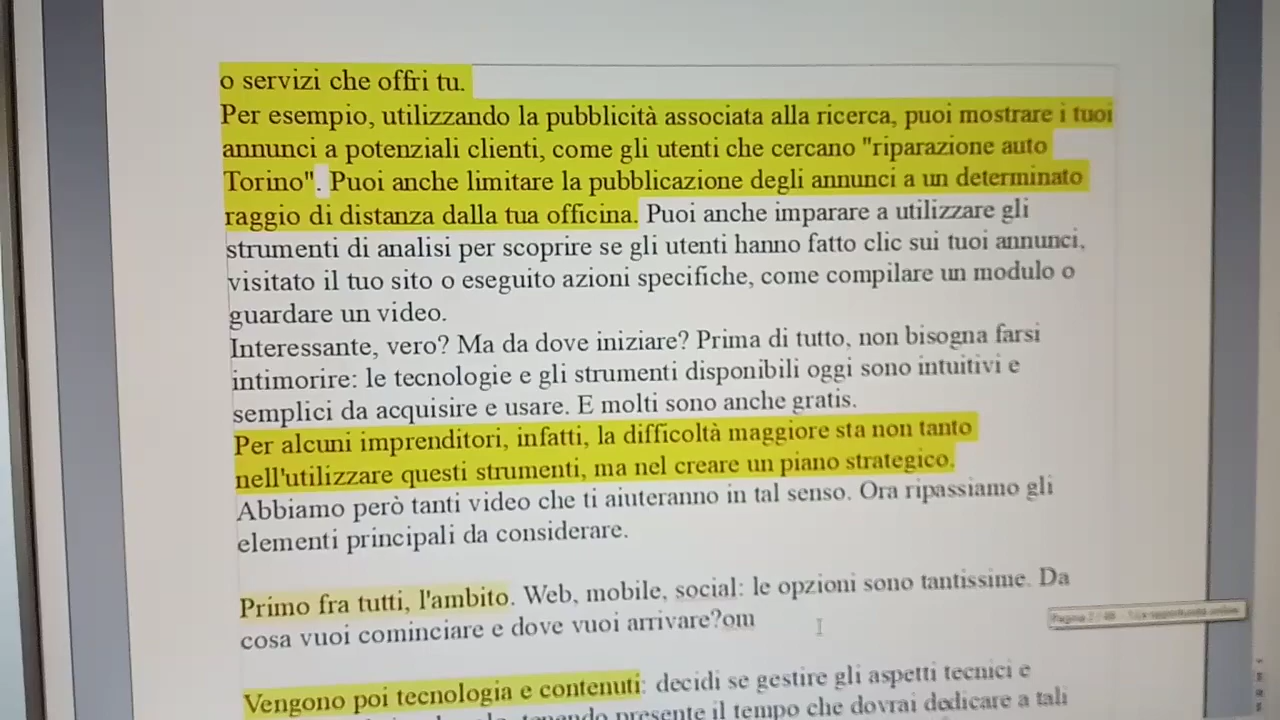 o servizi che offri tu.
Per esempio, utilizzando la pubblicità associata alla ricerca, puoi mostrare i tuoi
annunci a potenziali clienti, come gli utenti che cercano "riparazione auto
Torino". Puoi anche limitare la pubblicazione degli annunci a un determinato
raggio di distanza dalla tua officina. Puoi anche imparare a utilizzare gli
strumenti di analisi per scoprire se gli utenti hanno fatto clic sui tuoi annunci,
visitato il tuo sito o eseguito azioni specifiche, come compilare un modulo o
guardare un video.
Interessante, vero? Ma da dove iniziare? Prima di tutto, non bisogna farsi
intimorire: le tecnologie e gli strumenti disponibili oggi sono intuitivi e
semplici da acquisire e usare. E molti sono anche gratis.
Per alcuni imprenditori, infatti, la difficoltà maggiore sta non tanto
nell'utilizzare questi strumenti, ma nel creare un piano strategico.
Abbiamo però tanti video che ti aiuteranno in tal senso. Ora ripassiamo gli
elementi principali da considerare.
Primo fra tutti, l'ambito. Web, mobile, social: le opzioni sono tantissime. Da
cosa vuoi cominciare e dove vuoi arrivare?om
Vengono poi tecnologia e contenuti: decidi se gestire gli aspetti tecnici e
tenendo presente il tempo che dovrai dedicare a tali